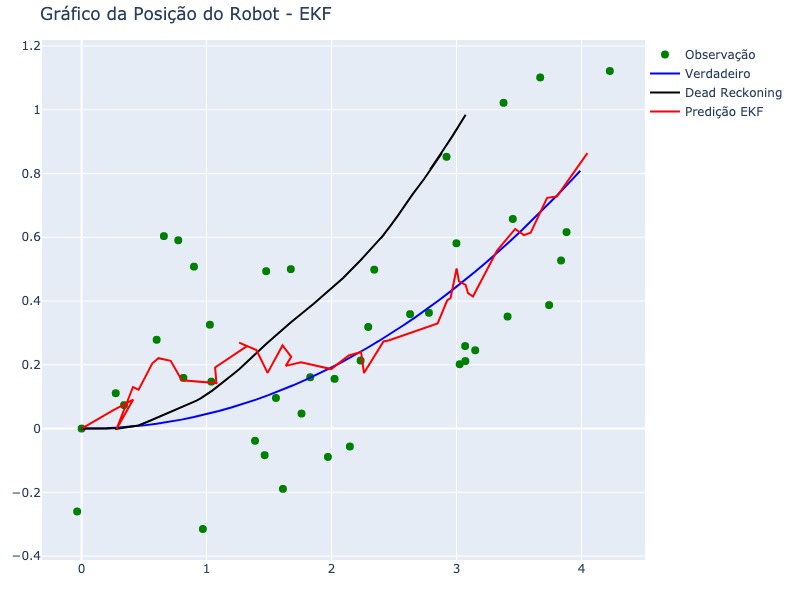 Gráfico da Posição do Robot - EKF
Observação
Verdadeiro
Dead Reckoning
Predição EKF
1.2
1
0.8
0.6
0.4
0.2
0
−0.2
−0.4
0 1 2 3 4